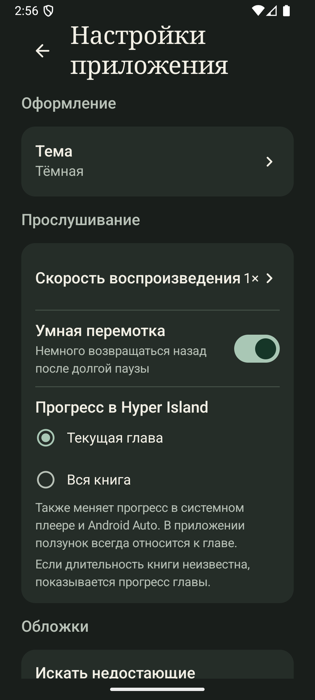 2:56
Настройки
приложения
Оформление
Тема
Тёмная
Прослушивание
Скорость воспроизведения 1×
Умная перемотка
Немного возвращаться назад
после долгой паузы
Прогресс в Hyper Island
Текущая глава
Вся книга
Также меняет прогресс в системном
плеере и Android Auto. В приложении
ползунок всегда относится к главе.
Если длительность книги неизвестна,
показывается прогресс главы.
Обложки
Искать недостающие